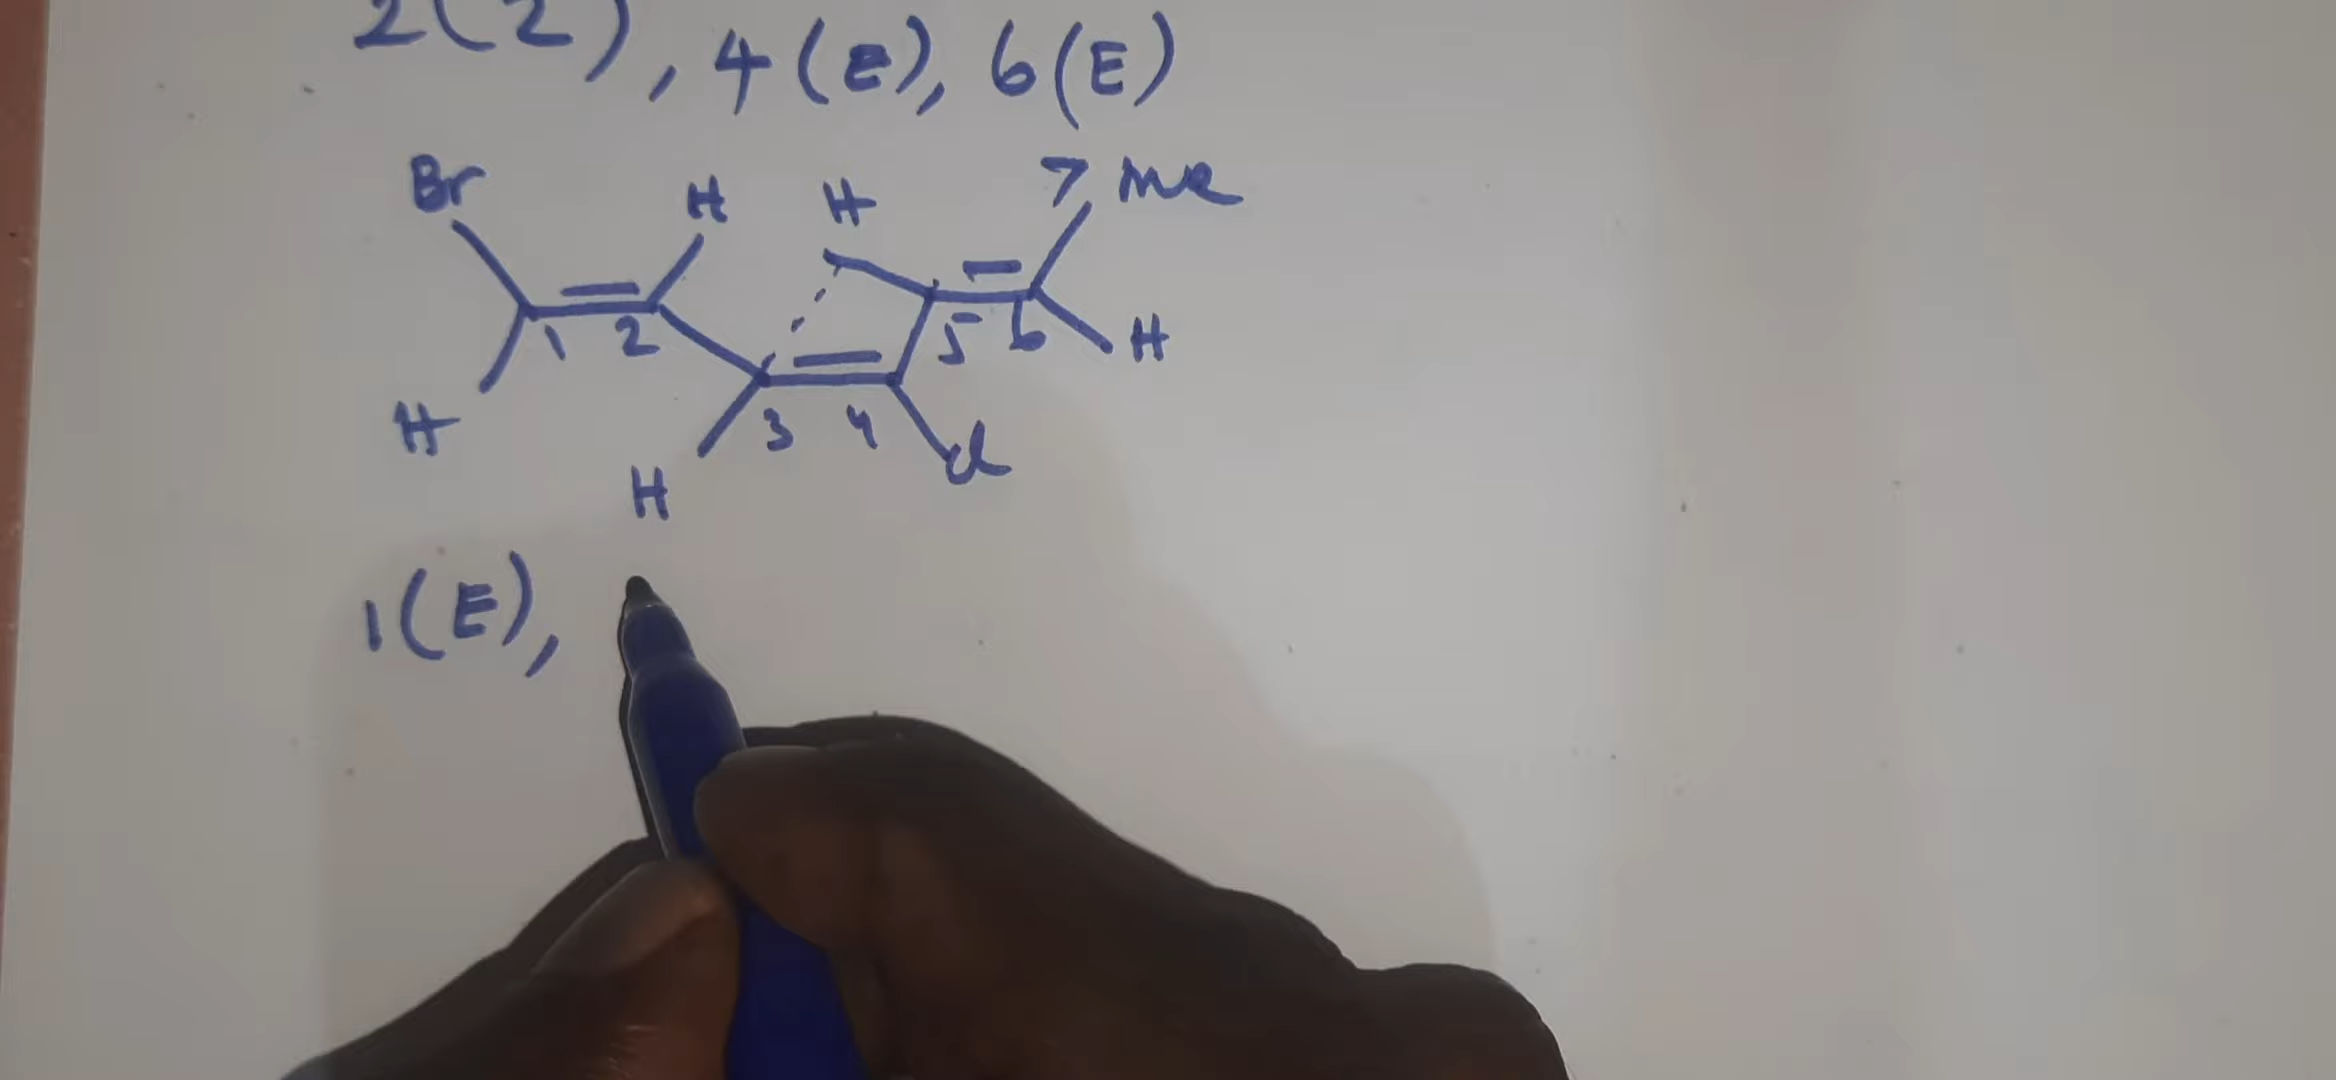 2(Z), 4(E), 6(E)
Br H H 7 Me
1 2 5 6 H
H 3 4 Cl
H
1(E),